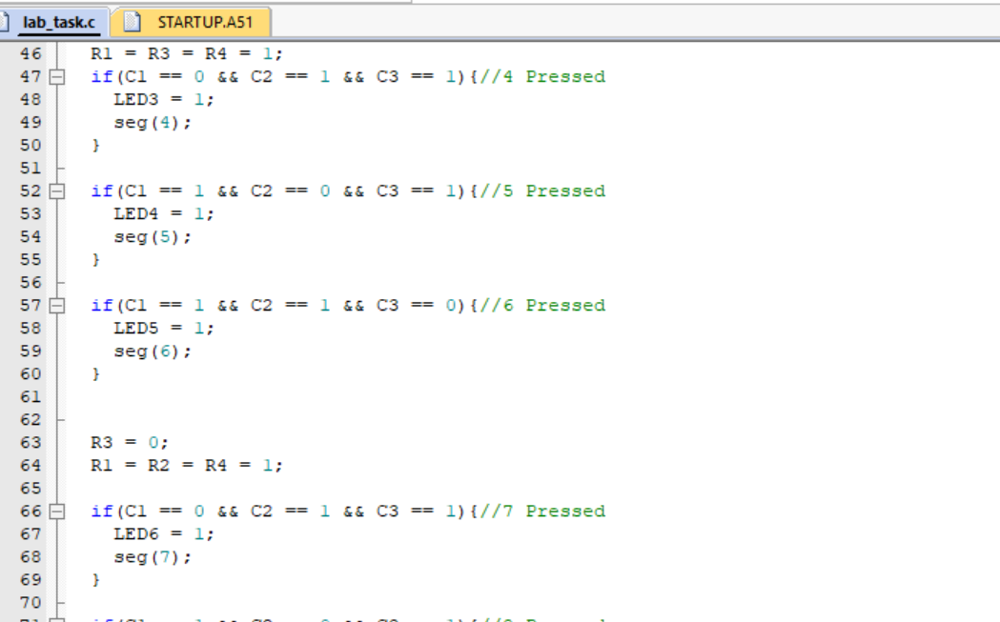 lab_task.c STARTUP.A51
46 R1 = R3 = R4 = 1;
47 if(C1 == 0 && C2 == 1 && C3 == 1){//4 Pressed
48 LED3 = 1;
49 seg(4);
50 }
51
52 if(C1 == 1 && C2 == 0 && C3 == 1){//5 Pressed
53 LED4 = 1;
54 seg(5);
55 }
56
57 if(C1 == 1 && C2 == 1 && C3 == 0){//6 Pressed
58 LED5 = 1;
59 seg(6);
60 }
61
62
63 R3 = 0;
64 R1 = R2 = R4 = 1;
65
66 if(C1 == 0 && C2 == 1 && C3 == 1){//7 Pressed
67 LED6 = 1;
68 seg(7);
69 }
70